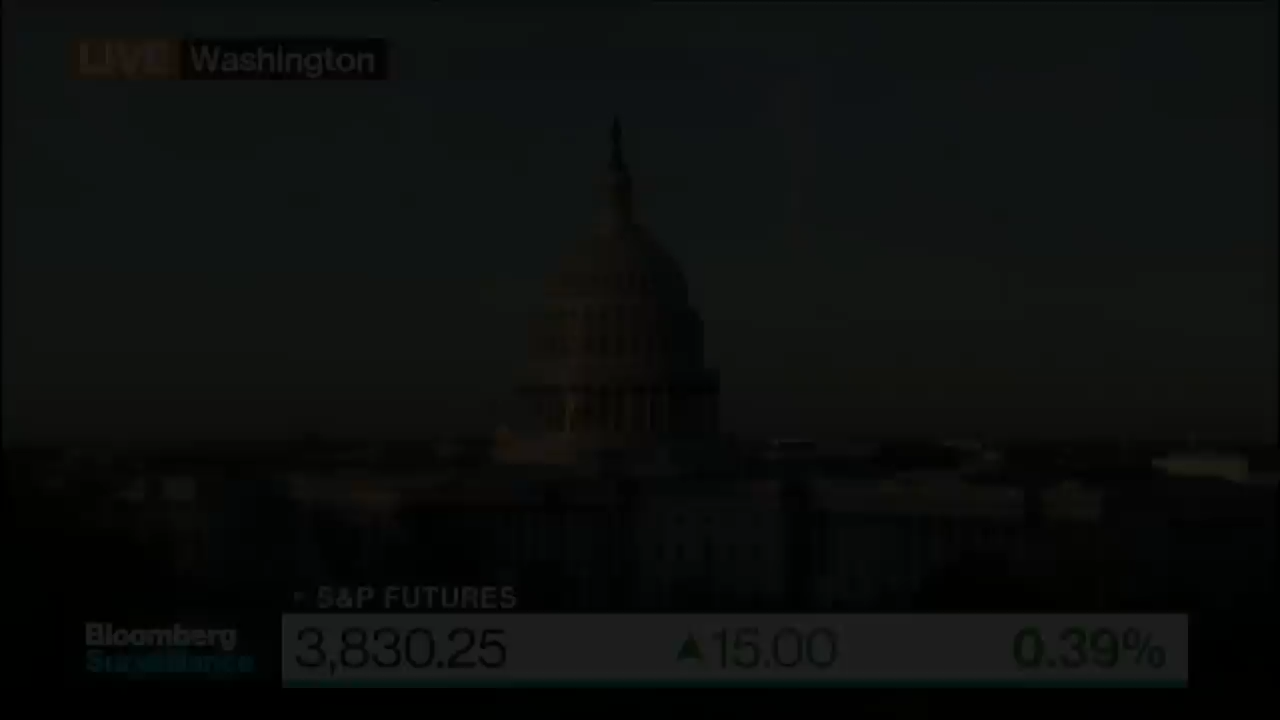 LIVE Washington
S&P FUTURES
Bloomberg
Surveillance
3,830.25 ▲15.00 0.39%